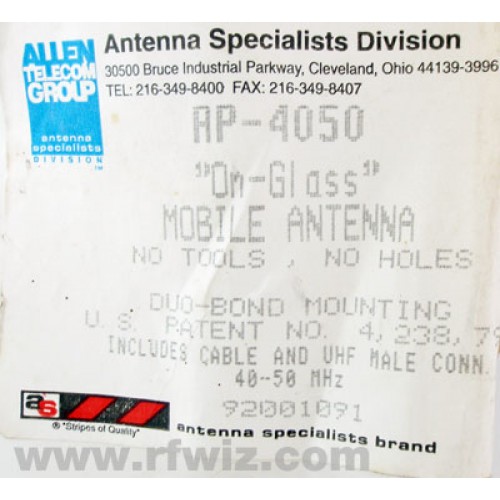 ALLEN
TELECOM
GROUP
antenna
specialists
DIVISION
TM
Antenna Specialists Division
30500 Bruce Industrial Parkway, Cleveland, Ohio 44139-3996
TEL: 216-349-8400 FAX: 216-349-8407
AP-4050
"On-Glass"
MOBILE ANTENNA
NO TOOLS , NO HOLES
DUO-BOND MOUNTING
U.S. PATENT NO. 4,238,7
INCLUDES CABLE AND UHF MALE CONN.
40-50 MHz
92001091
as
® "Stripes of Quality"
antenna specialists brand
www.rfwiz.com